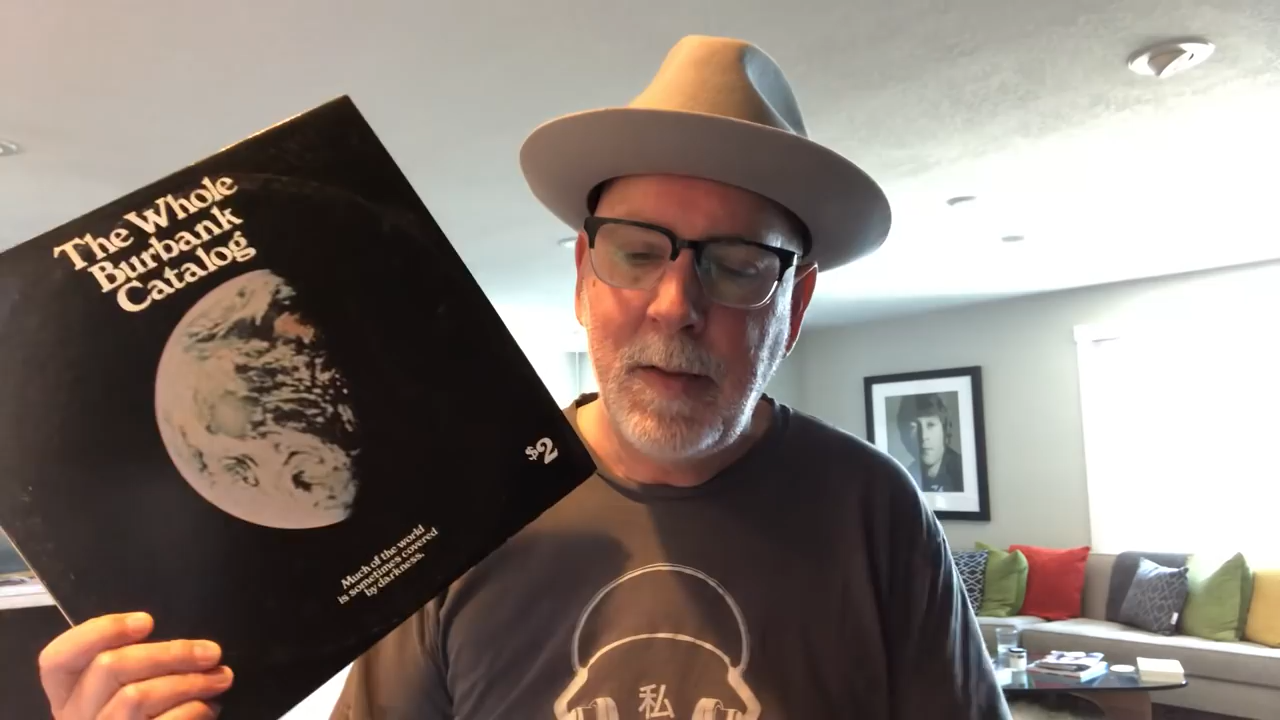 The Whole
Burbank
Catalog
$2
Much of the world
is sometimes covered
by darkness.
私